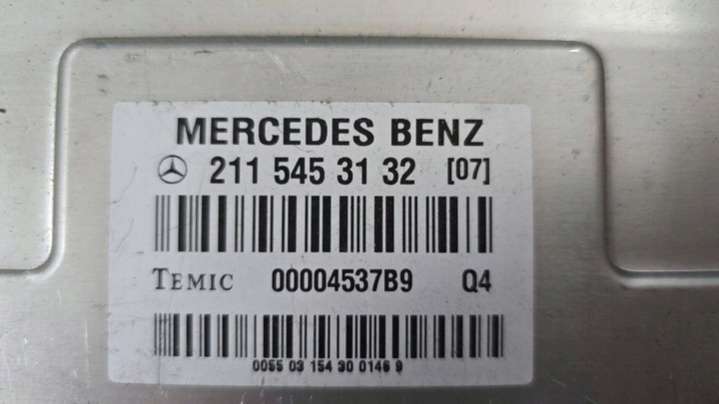 MERCEDES BENZ
211 545 31 32 [07]
TEMIC 00004537B9 Q4
0055 03 154 30 0146 9